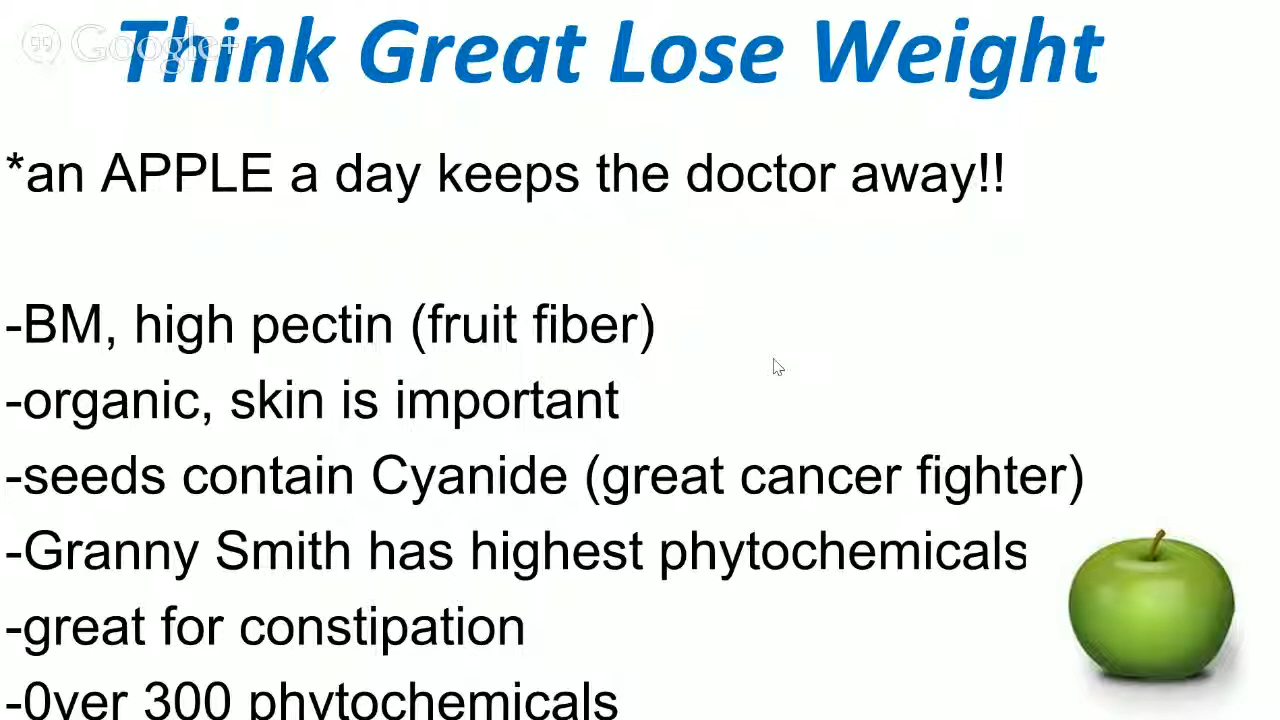 Google+
Think Great Lose Weight
*an APPLE a day keeps the doctor away!!
-BM, high pectin (fruit fiber)
-organic, skin is important
-seeds contain Cyanide (great cancer fighter)
-Granny Smith has highest phytochemicals
-great for constipation
-0ver 300 phytochemicals